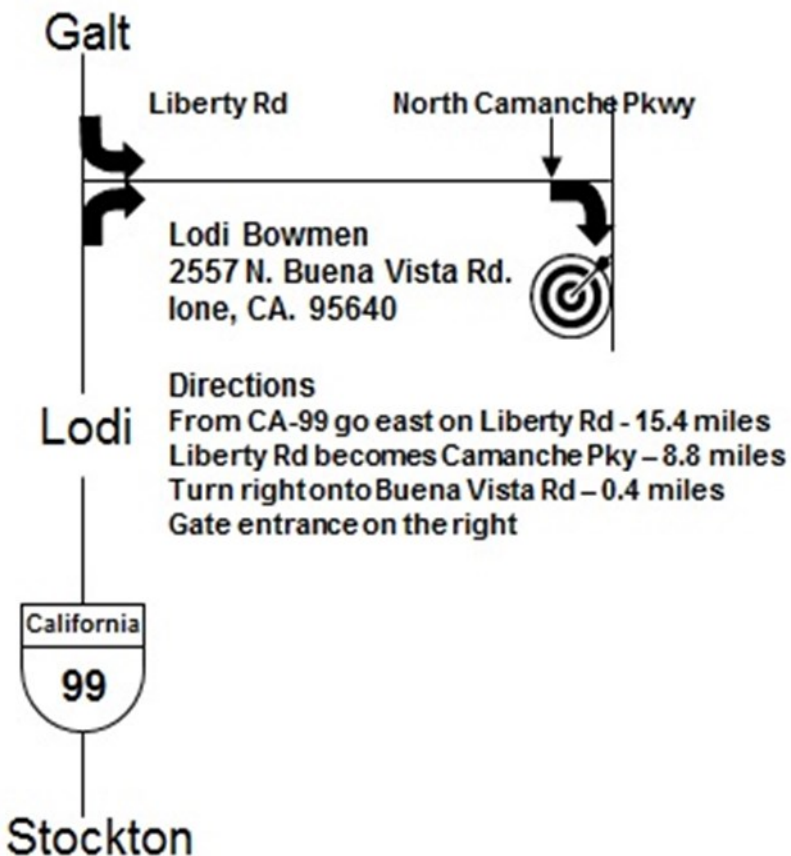 Galt
Liberty Rd
North Camanche Pkwy
Lodi Bowmen
2557 N. Buena Vista Rd.
Ione, CA. 95640
Directions
From CA-99 go east on Liberty Rd - 15.4 miles
Liberty Rd becomes Camanche Pky – 8.8 miles
Turn right onto Buena Vista Rd – 0.4 miles
Gate entrance on the right
Lodi
California
99
Stockton